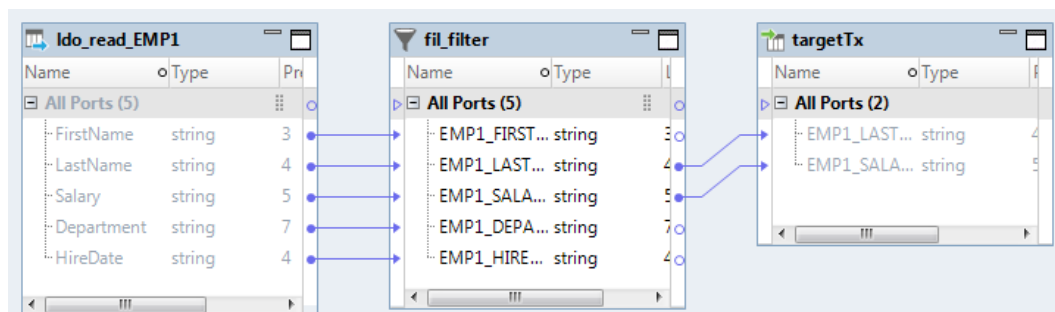 ldo_read_EMP1
Name Type Pr
All Ports (5)
FirstName string 3
LastName string 4
Salary string 5
Department string 7
HireDate string 4
fil_filter
Name Type L
All Ports (5)
EMP1_FIRST... string 3
EMP1_LAST... string 4
EMP1_SALA... string 5
EMP1_DEPA... string 7
EMP1_HIRE... string 4
targetTx
Name Type
All Ports (2)
EMP1_LAST... string 4
EMP1_SALA... string 5